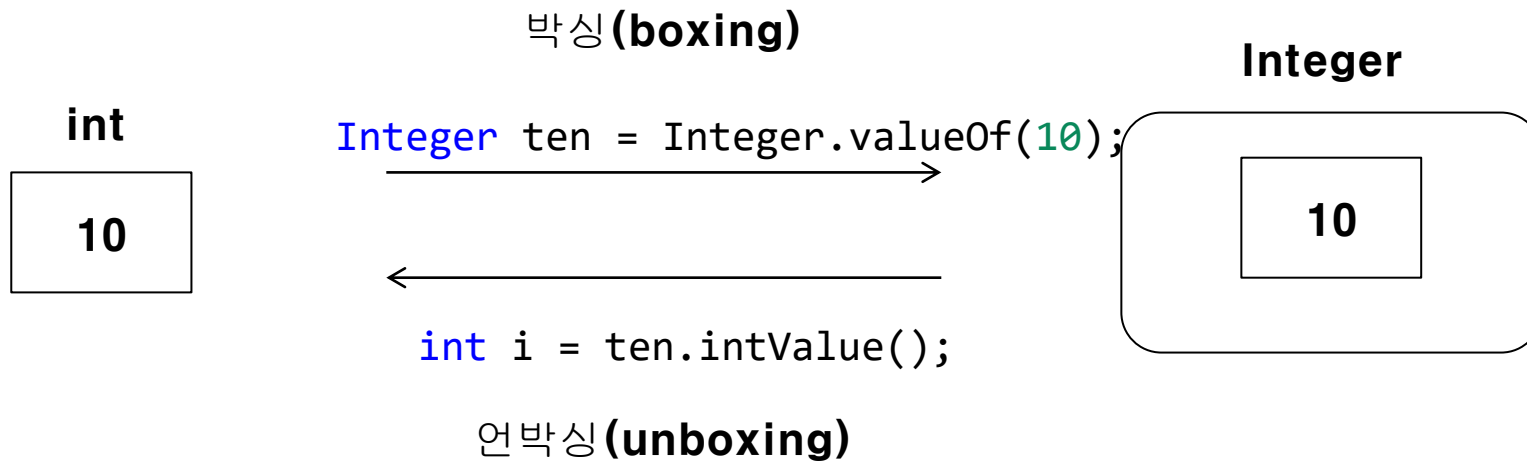 박싱(boxing)
Integer
int
Integer ten = Integer.valueOf(10);
10
10
int i = ten.intValue();
언박싱(unboxing)